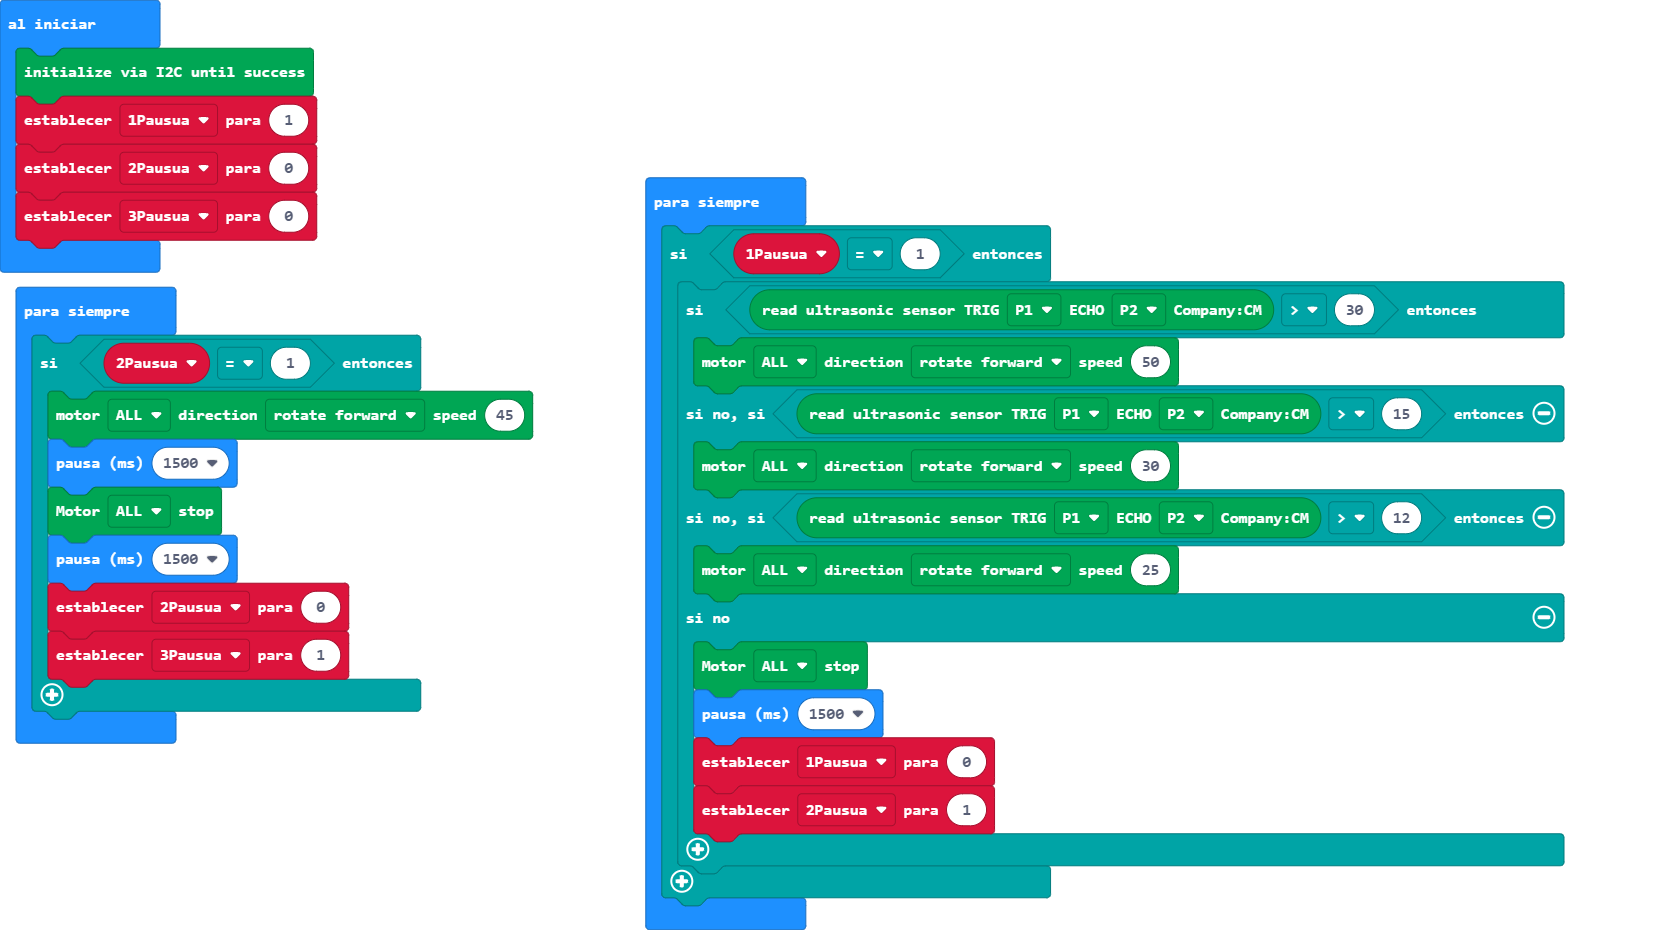 al iniciar
initialize via I2C until success
establecer 1Pausua para 1
establecer 2Pausua para 0
establecer 3Pausua para 0
para siempre
si 2Pausua = 1 entonces
motor ALL direction rotate forward speed 45
pausa (ms) 1500
Motor ALL stop
pausa (ms) 1500
establecer 2Pausua para 0
establecer 3Pausua para 1
para siempre
si 1Pausua = 1 entonces
si read ultrasonic sensor TRIG P1 ECHO P2 Company:CM > 30 entonces
motor ALL direction rotate forward speed 50
si no, si read ultrasonic sensor TRIG P1 ECHO P2 Company:CM > 15 entonces
motor ALL direction rotate forward speed 30
si no, si read ultrasonic sensor TRIG P1 ECHO P2 Company:CM > 12 entonces
motor ALL direction rotate forward speed 25
si no
Motor ALL stop
pausa (ms) 1500
establecer 1Pausua para 0
establecer 2Pausua para 1